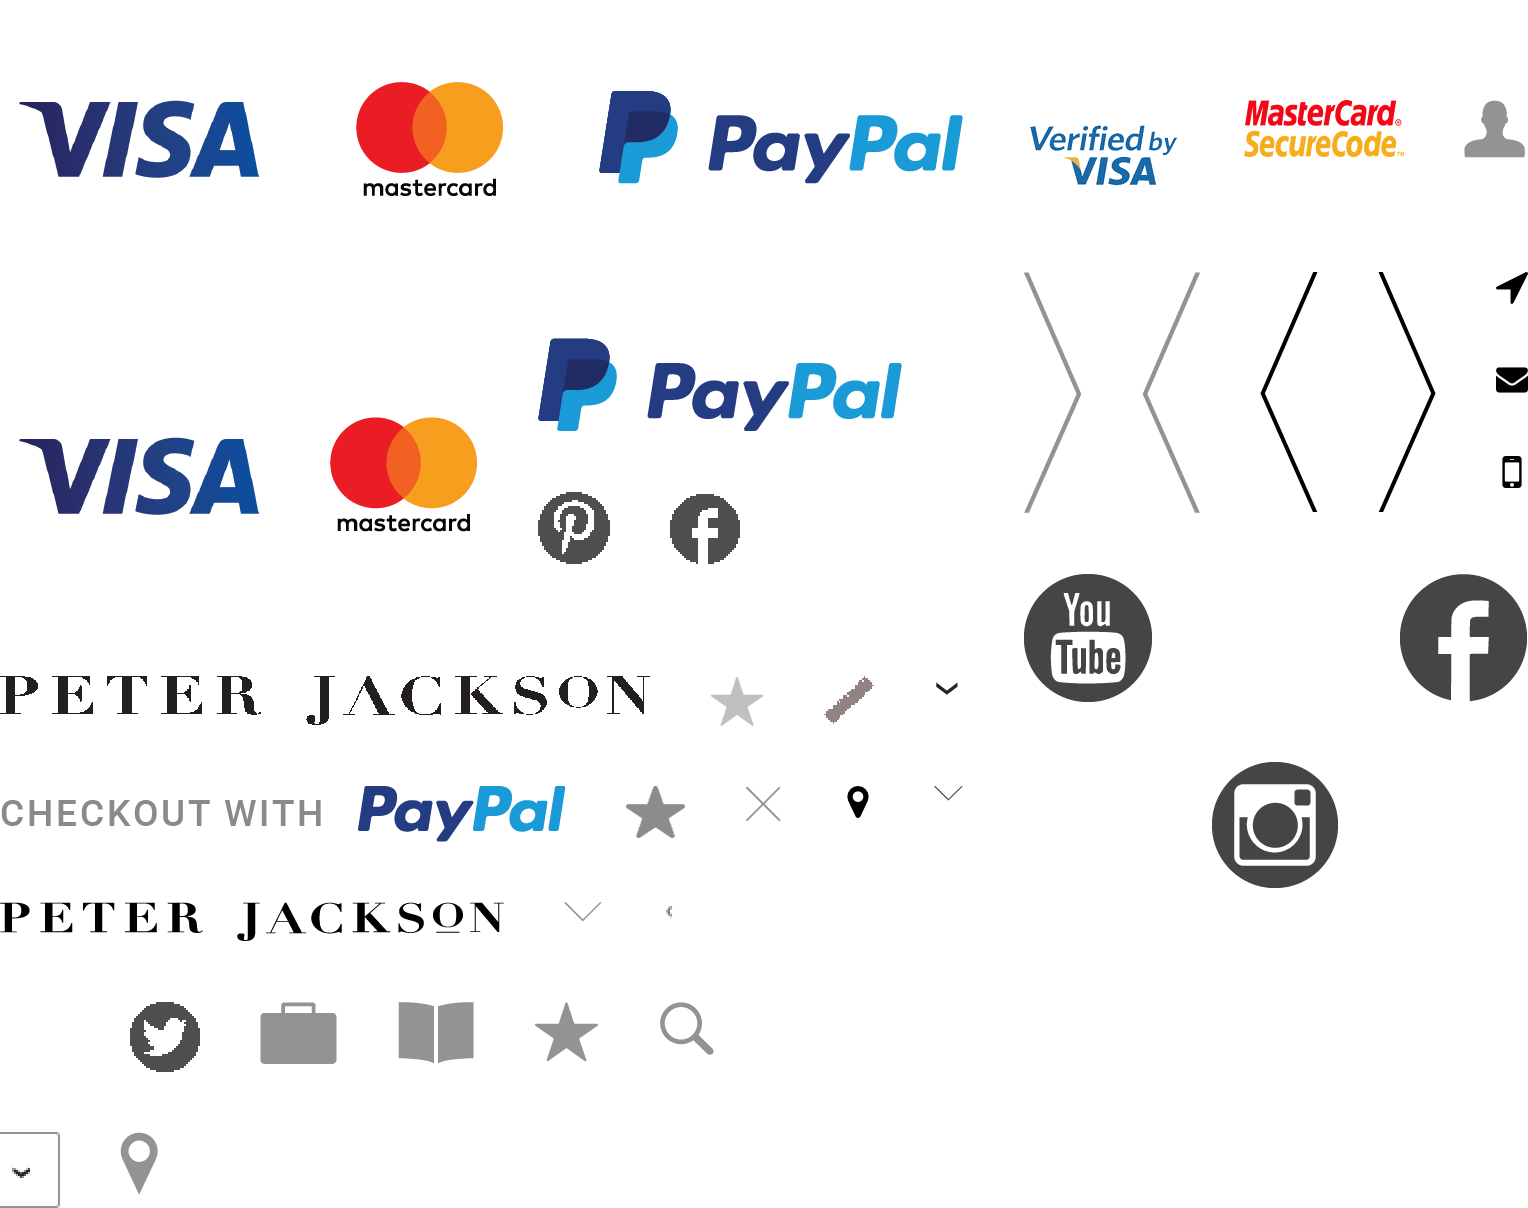 VISA
mastercard
PayPal
Verified by
VISA
MasterCard®
SecureCode™
PayPal
VISA
mastercard
You
Tube
PETER JACKSON
CHECKOUT WITH PayPal
PETER JACKSON